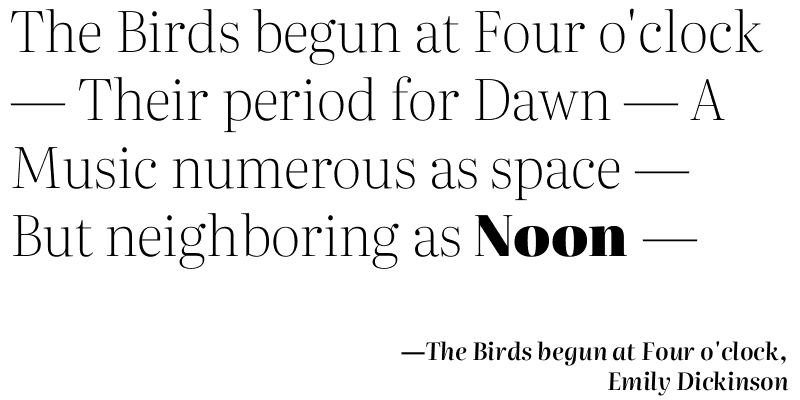 The Birds begun at Four o'clock
— Their period for Dawn — A
Music numerous as space —
But neighboring as Noon —
—The Birds begun at Four o'clock,
Emily Dickinson